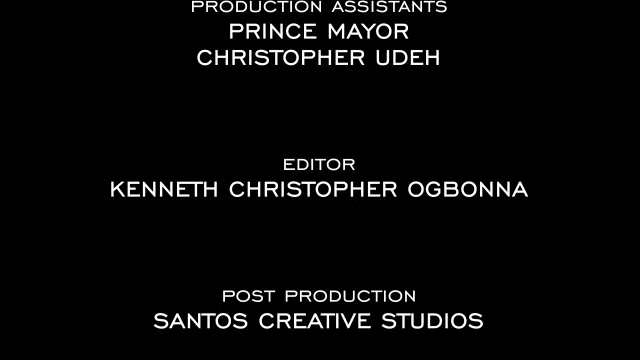 PRODUCTION ASSISTANTS
PRINCE MAYOR
CHRISTOPHER UDEH
EDITOR
KENNETH CHRISTOPHER OGBONNA
POST PRODUCTION
SANTOS CREATIVE STUDIOS